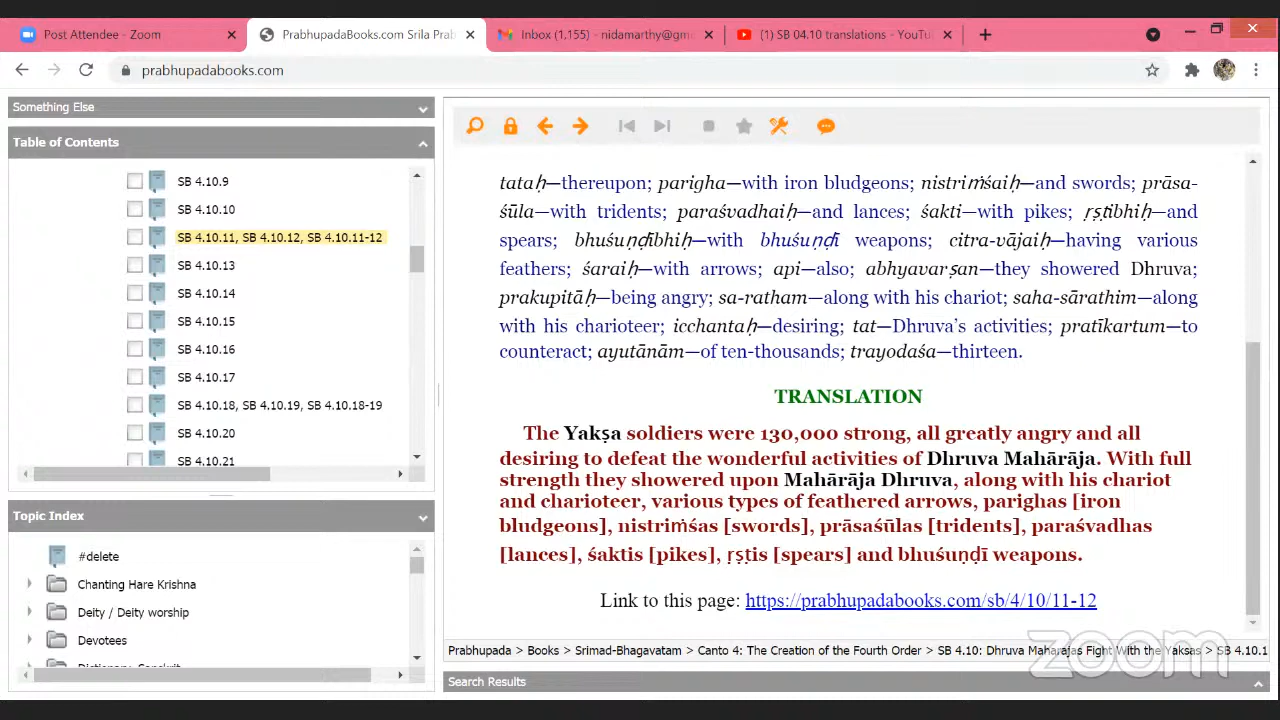 Post Attendee - Zoom
PrabhupadaBooks.com Srila Prab
Inbox (1,155) - nidamarthy@gm
(1) SB 04.10 translations - YouTu
prabhupadabooks.com
Something Else
Table of Contents
SB 4.10.9
SB 4.10.10
SB 4.10.11, SB 4.10.12, SB 4.10.11-12
SB 4.10.13
SB 4.10.14
SB 4.10.15
SB 4.10.16
SB 4.10.17
SB 4.10.18, SB 4.10.19, SB 4.10.18-19
SB 4.10.20
SB 4.10.21
Topic Index
#delete
Chanting Hare Krishna
Deity / Deity worship
Devotees
Dictionary, Sanskrit
tataḥ—thereupon; parigha—with iron bludgeons; nistriṁśaiḥ—and swords; prāsa-
śūla—with tridents; paraśvadhaiḥ—and lances; śakti—with pikes; ṛṣṭibhiḥ—and
spears; bhuśuṇḍibhiḥ—with bhuśuṇḍī weapons; citra-vājaiḥ—having various
feathers; śaraiḥ—with arrows; api—also; abhyavarṣan—they showered Dhruva;
prakupitāḥ—being angry; sa-ratham—along with his chariot; saha-sārathim—along
with his charioteer; icchantaḥ—desiring; tat—Dhruva's activities; pratīkartum—to
counteract; ayutānām—of ten-thousands; trayodaśa—thirteen.
TRANSLATION
The Yakṣa soldiers were 130,000 strong, all greatly angry and all
desiring to defeat the wonderful activities of Dhruva Mahārāja. With full
strength they showered upon Mahārāja Dhruva, along with his chariot
and charioteer, various types of feathered arrows, parighas [iron
bludgeons], nistriṁśas [swords], prāsaśūlas [tridents], paraśvadhas
[lances], śaktis [pikes], ṛṣṭis [spears] and bhuśuṇḍī weapons.
Link to this page: https://prabhupadabooks.com/sb/4/10/11-12
Prabhupada > Books > Srimad-Bhagavatam > Canto 4: The Creation of the Fourth Order > SB 4.10: Dhruva Maharajas Fight With the Yaksas > SB 4.10.1
zoom
Search Results